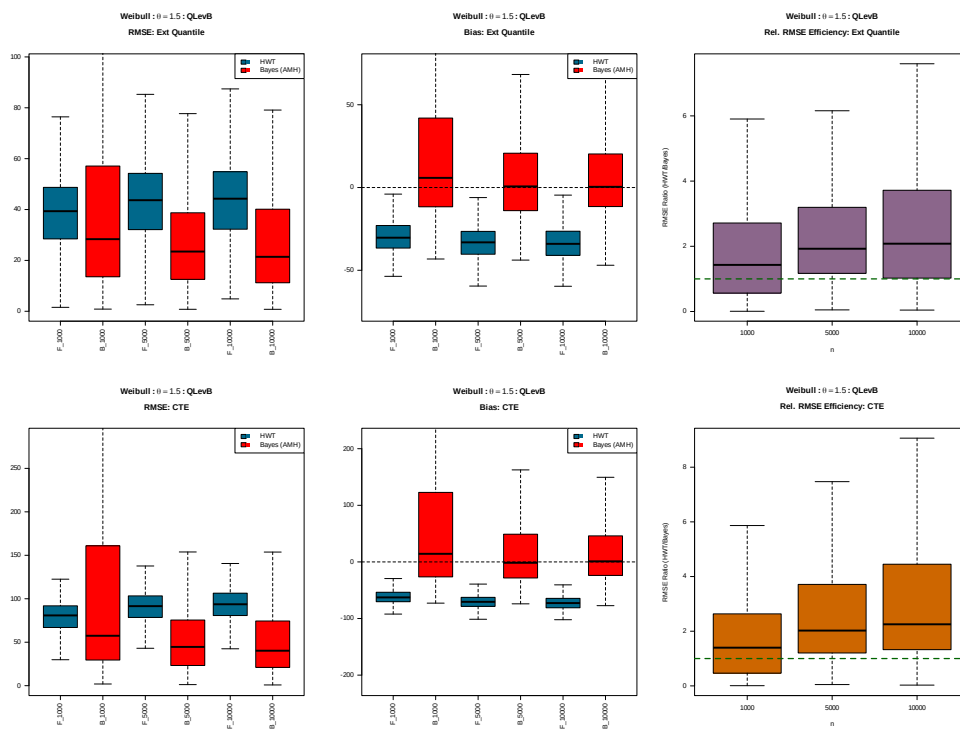 Weibull : θ = 1.5 : QLevB
RMSE: Ext Quantile
HWT
Bayes (AMH)
100
80
60
40
20
0
F_1000
B_1000
F_5000
B_5000
F_10000
B_10000
Weibull : θ = 1.5 : QLevB
Bias: Ext Quantile
HWT
Bayes (AMH)
50
0
-50
F_1000
B_1000
F_5000
B_5000
F_10000
B_10000
Weibull : θ = 1.5 : QLevB
Rel. RMSE Efficiency: Ext Quantile
RMSE Ratio (HWT/Bayes)
6
4
2
0
1000
5000
10000
n
Weibull : θ = 1.5 : QLevB
RMSE: CTE
HWT
Bayes (AMH)
250
200
150
100
50
0
F_1000
B_1000
F_5000
B_5000
F_10000
B_10000
Weibull : θ = 1.5 : QLevB
Bias: CTE
HWT
Bayes (AMH)
200
100
0
-100
-200
F_1000
B_1000
F_5000
B_5000
F_10000
B_10000
Weibull : θ = 1.5 : QLevB
Rel. RMSE Efficiency: CTE
RMSE Ratio (HWT/Bayes)
8
6
4
2
0
1000
5000
10000
n